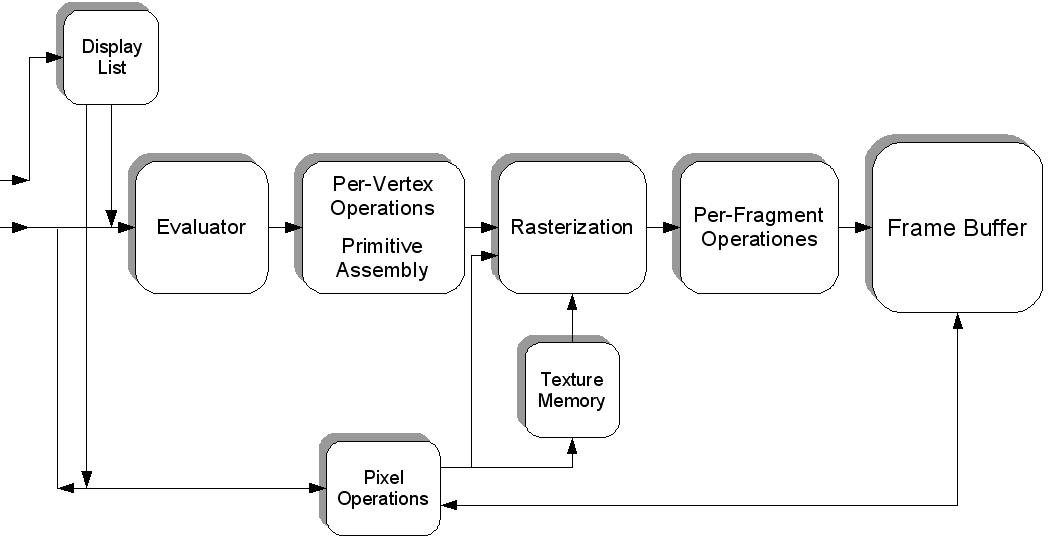 Display
List
Evaluator
Per-Vertex
Operations
Primitive
Assembly
Rasterization
Per-Fragment
Operationes
Frame Buffer
Texture
Memory
Pixel
Operations